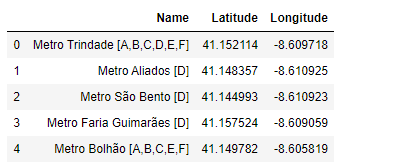 Name Latitude Longitude
0 Metro Trindade [A,B,C,D,E,F] 41.152114 -8.609718
1 Metro Aliados [D] 41.148357 -8.610925
2 Metro São Bento [D] 41.144993 -8.610923
3 Metro Faria Guimarães [D] 41.157524 -8.609059
4 Metro Bolhão [A,B,C,E,F] 41.149782 -8.605819